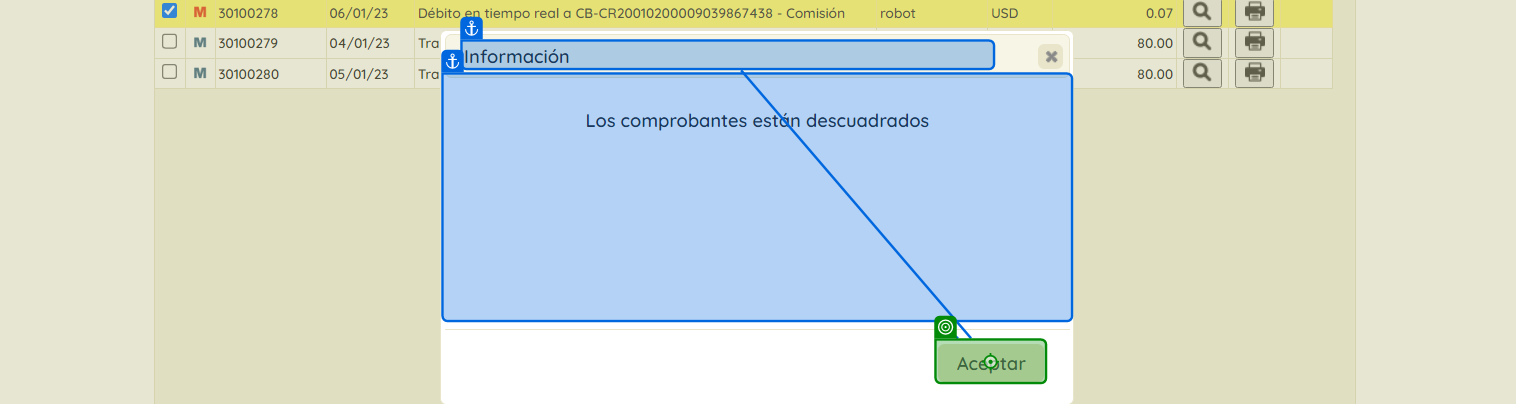 M 30100278 06/01/23 Débito en tiempo real a CB-CR20010200009039867438 - Comisión robot USD 0.07
M 30100279 04/01/23 Tra 80.00
M 30100280 05/01/23 Tra 80.00
Información
Los comprobantes están descuadrados
Aceptar